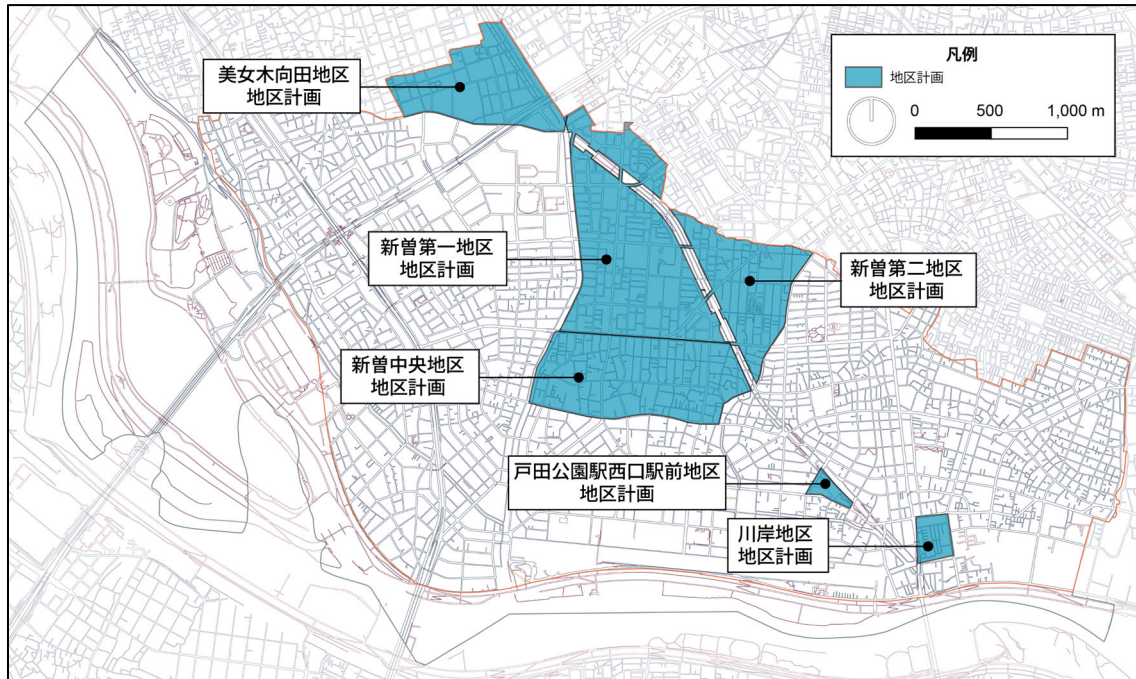 美女木向田地区
地区計画
凡例
地区計画
0 500 1,000 m
新曽第一地区
地区計画
新曽第二地区
地区計画
新曽中央地区
地区計画
戸田公園駅西口駅前地区
地区計画
川岸地区
地区計画